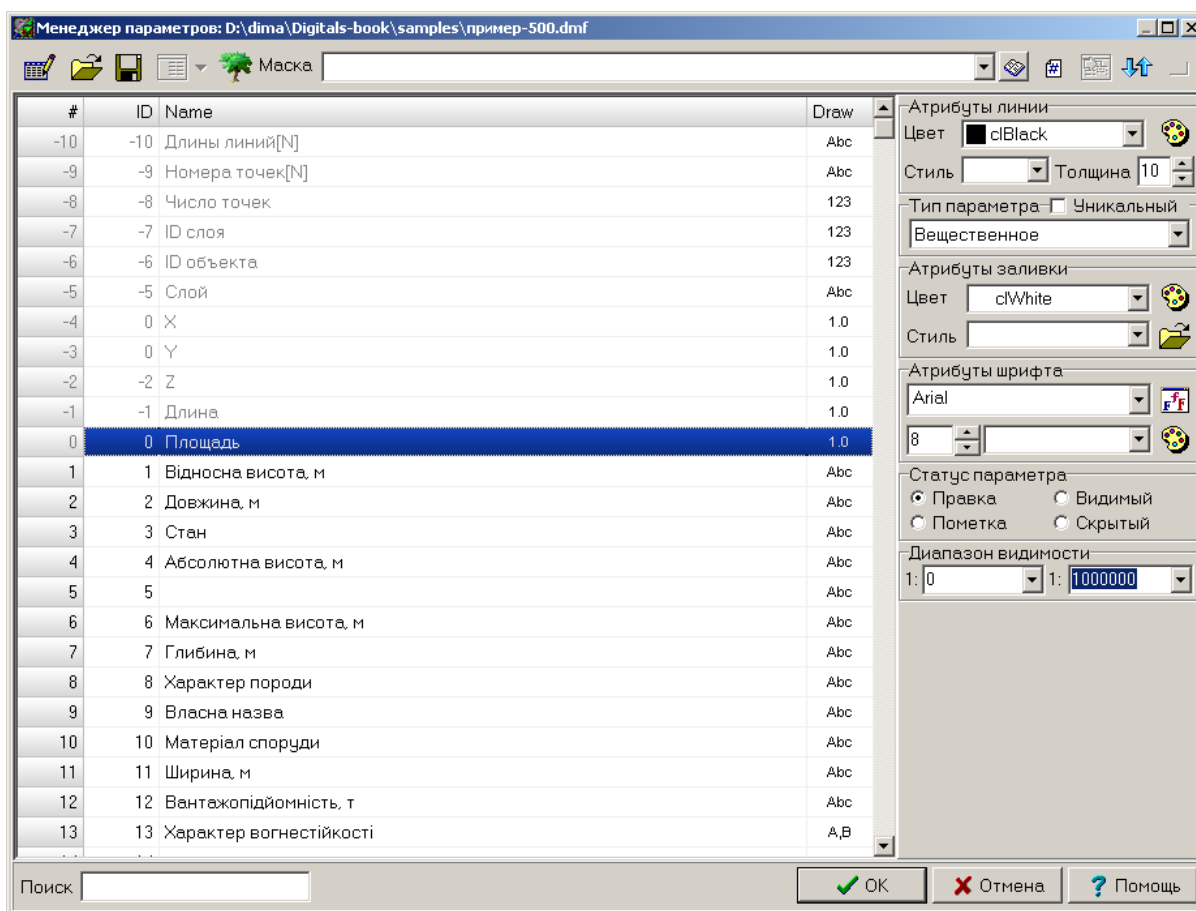 Менеджер параметров: D:\dima\Digitals-book\samples\пример-500.dmf
Маска
# ID Name Draw
-10 -10 Длины линий[N] Abc
-9 -9 Номера точек[N] Abc
-8 -8 Число точек 123
-7 -7 ID слоя 123
-6 -6 ID объекта 123
-5 -5 Слой Abc
-4 0 X 1.0
-3 0 Y 1.0
-2 -2 Z 1.0
-1 -1 Длина 1.0
0 0 Площадь 1.0
1 1 Відносна висота, м Abc
2 2 Довжина, м Abc
3 3 Стан Abc
4 4 Абсолютна висота, м Abc
5 5 Abc
6 6 Максимальна висота, м Abc
7 7 Глибина, м Abc
8 8 Характер породи Abc
9 9 Власна назва Abc
10 10 Матеріал споруди Abc
11 11 Ширина, м Abc
12 12 Вантажопідйомність, т Abc
13 13 Характер вогнестійкості A,B
Атрибуты линии
Цвет clBlack
Стиль Толщина 10
Тип параметра Уникальный
Вещественное
Атрибуты заливки
Цвет clWhite
Стиль
Атрибуты шрифта
Arial
8
Статус параметра
Правка Видимый
Пометка Скрытый
Диапазон видимости
1: 0 1: 1000000
Поиск
OK Отмена Помощь